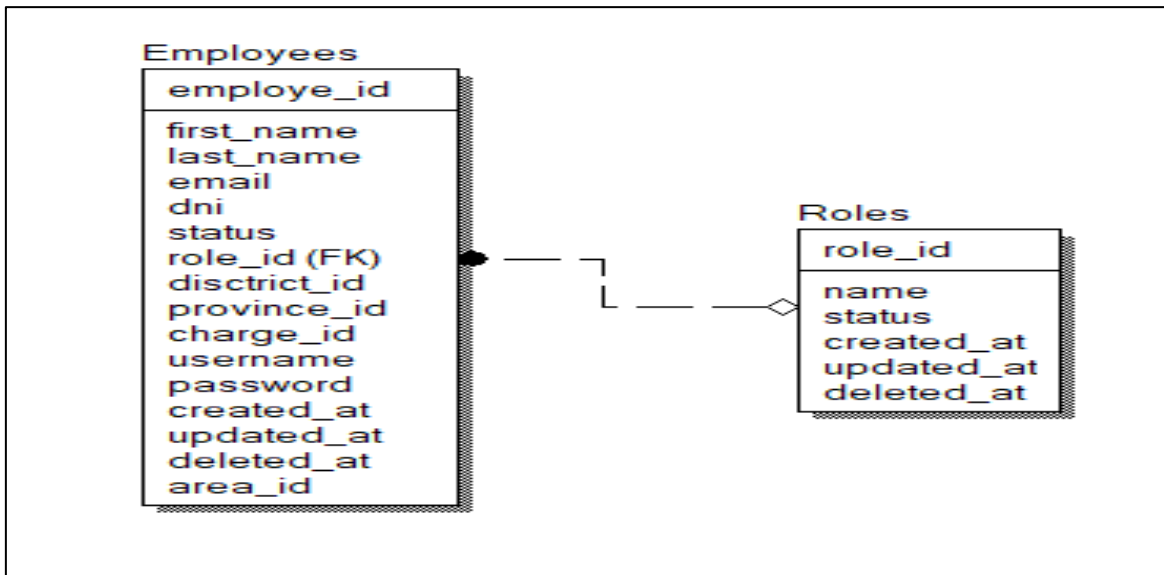 Employees
employe_id
first_name
last_name
email
dni
status
role_id (FK)
disctrict_id
province_id
charge_id
username
password
created_at
updated_at
deleted_at
area_id
Roles
role_id
name
status
created_at
updated_at
deleted_at